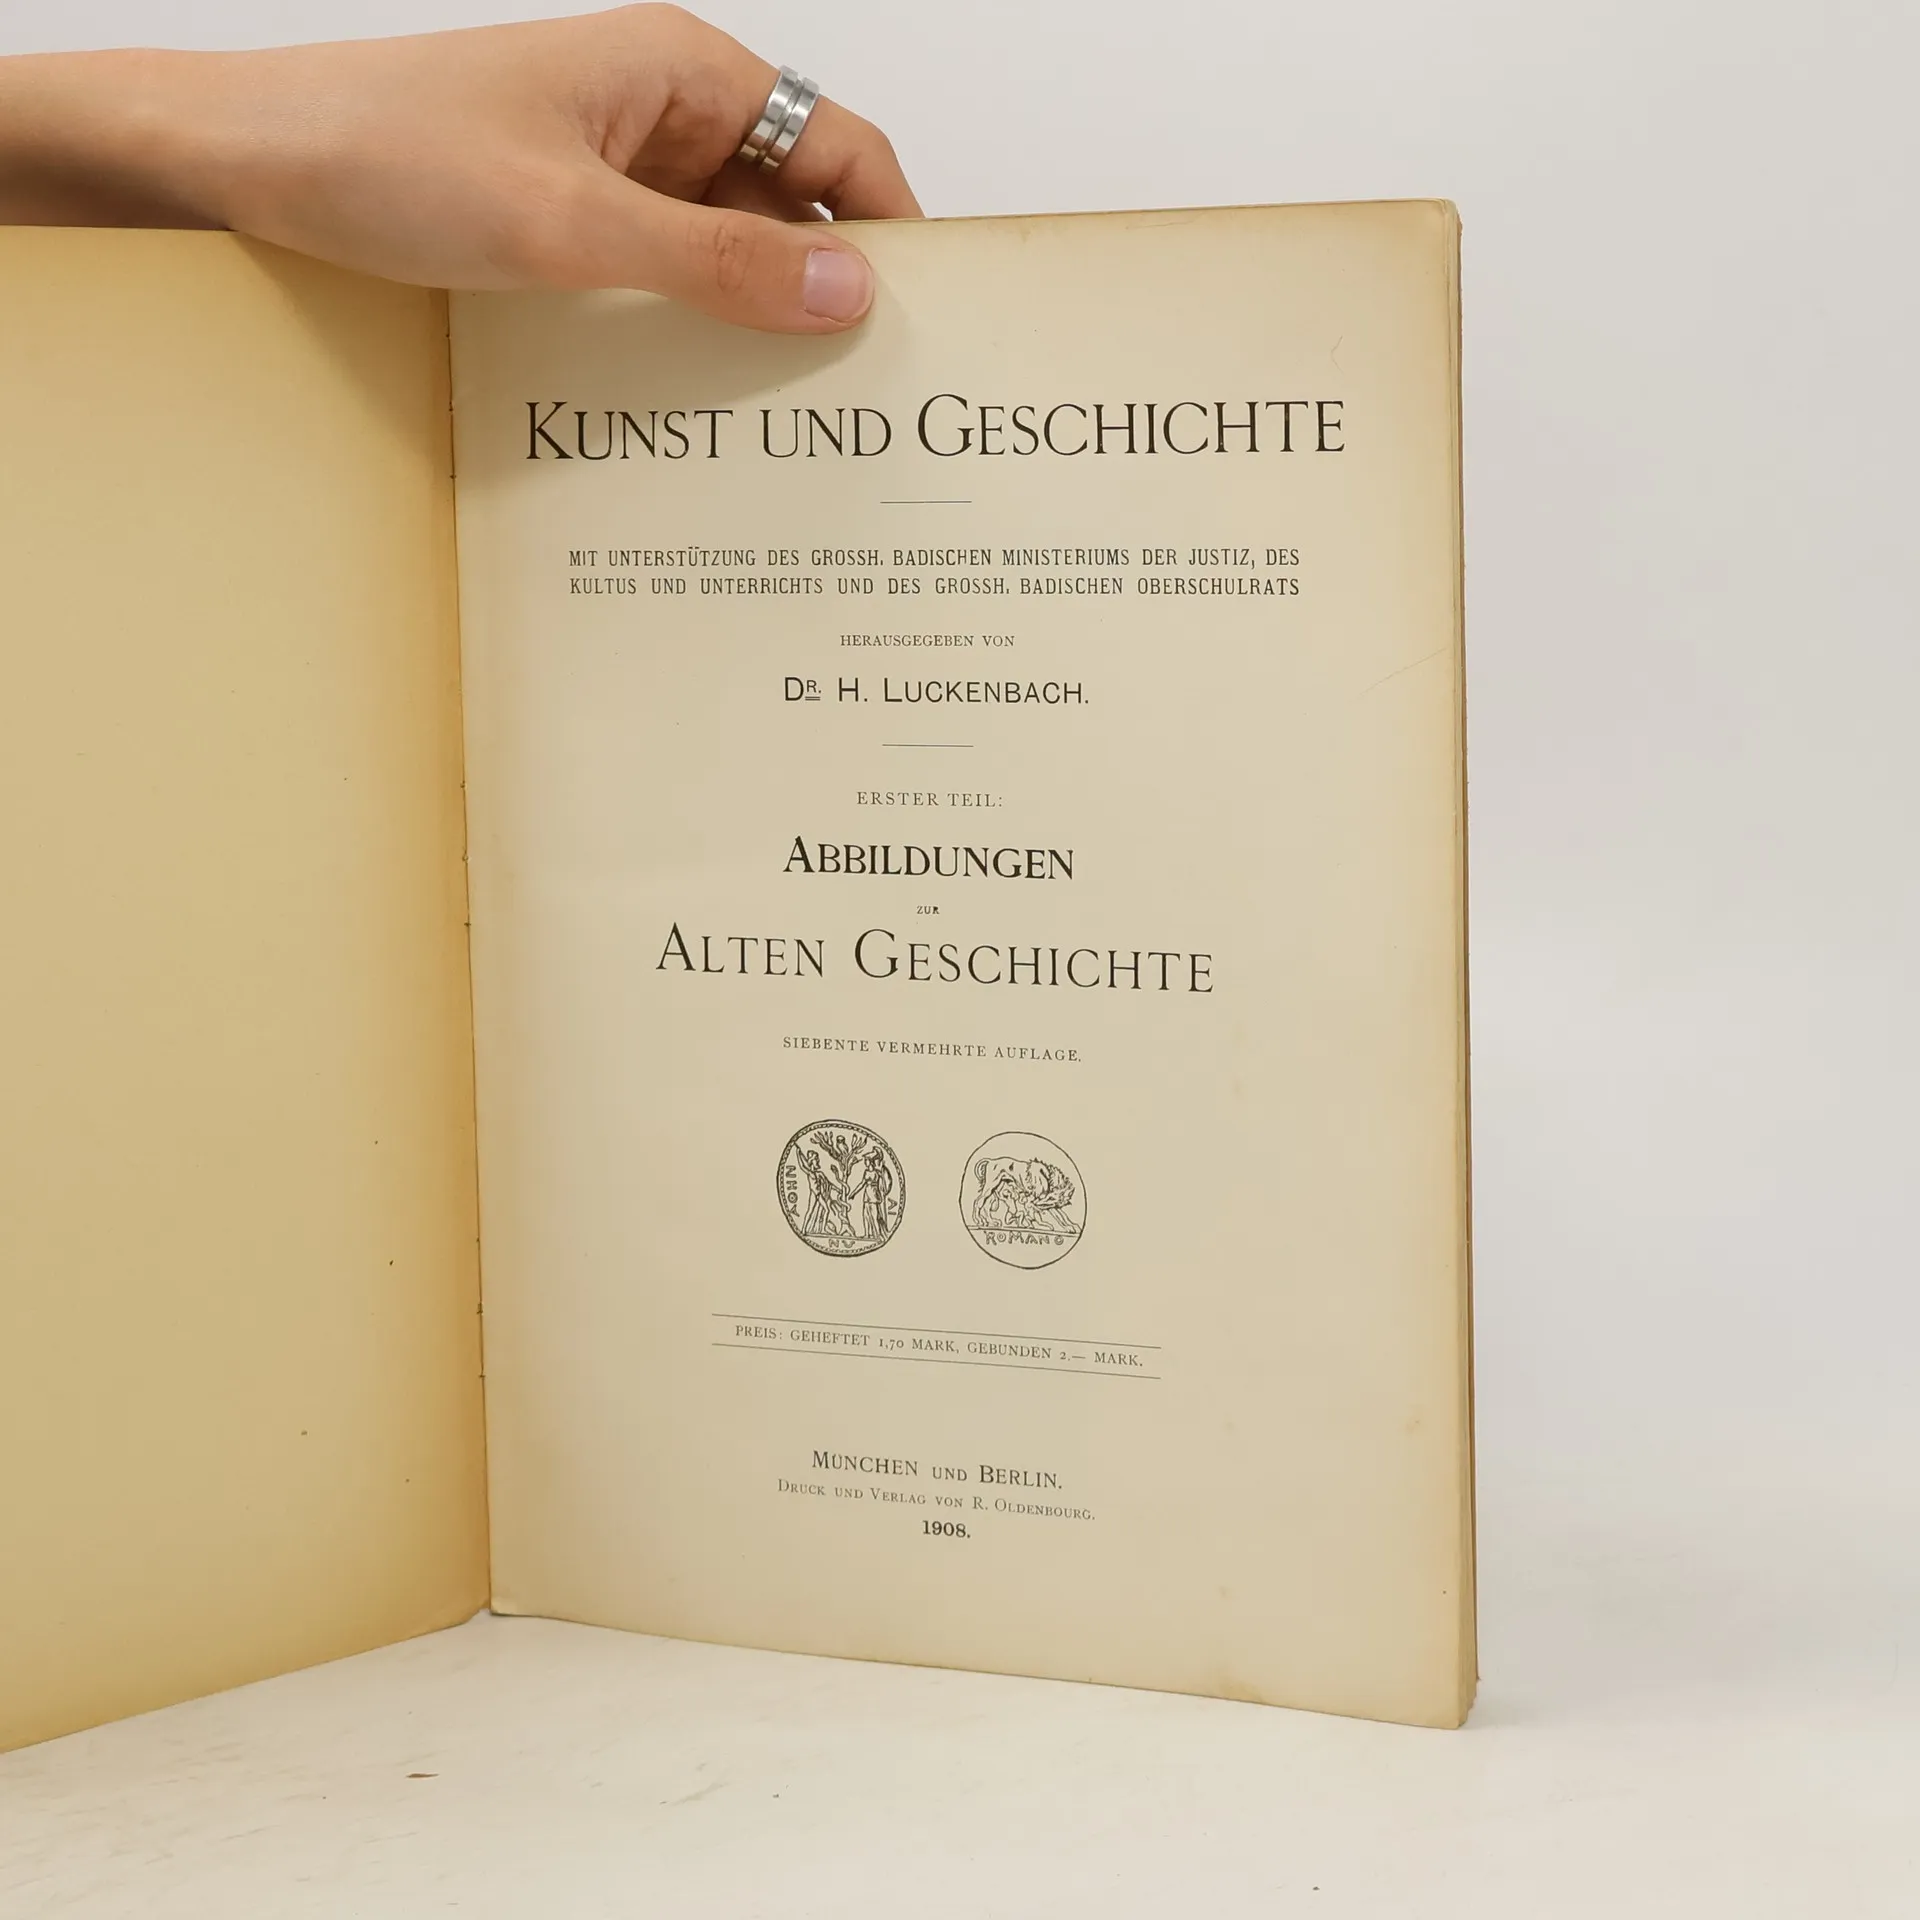 KUNST UND GESCHICHTE
MIT UNTERSTÜTZUNG DES GROSSH. BADISCHEN MINISTERIUMS DER JUSTIZ, DES
KULTUS UND UNTERRICHTS UND DES GROSSH. BADISCHEN OBERSCHULRATS
HERAUSGEGEBEN VON
DR. H. LUCKENBACH.
ERSTER TEIL:
ABBILDUNGEN
ZUR
ALTEN GESCHICHTE
SIEBENTE VERMEHRTE AUFLAGE.
ROMANO
PREIS: GEHEFTET 1,70 MARK, GEBUNDEN 2.— MARK.
MÜNCHEN UND BERLIN.
DRUCK UND VERLAG VON R. OLDENBOURG.
1908.